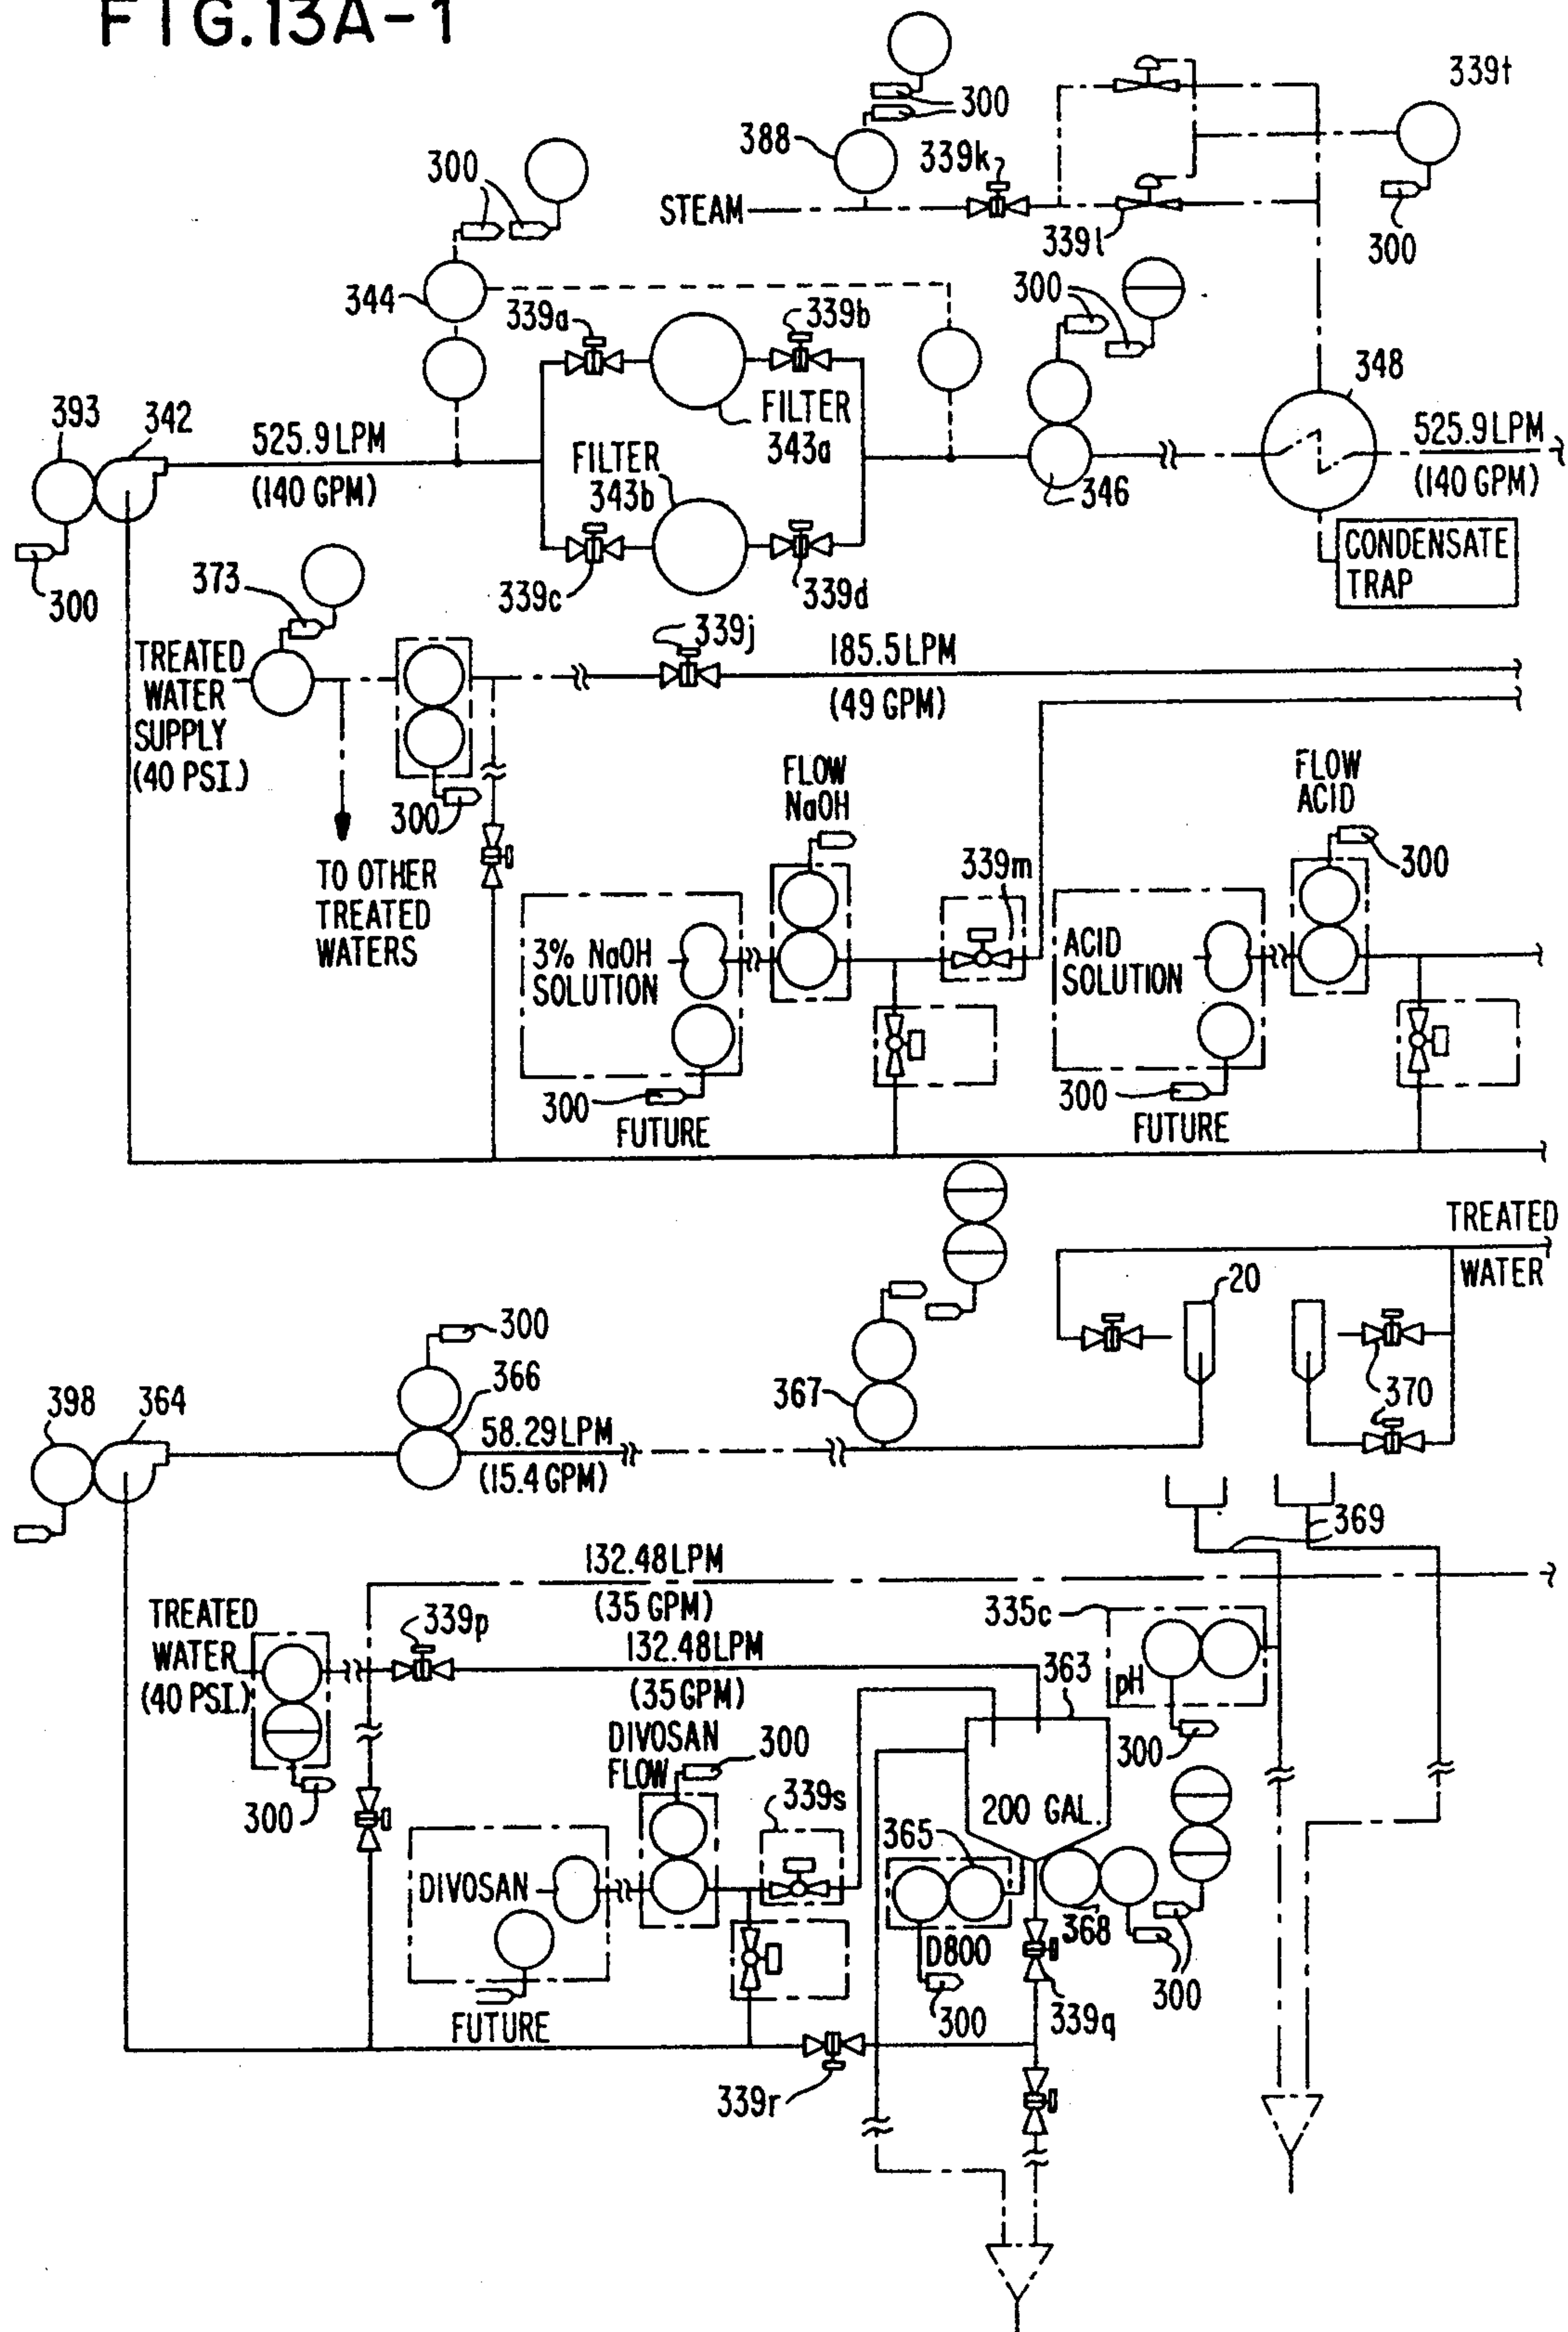 FIG.13A-1
300
339t
388
300
339k
300
STEAM
339l
300
344
339a
339b
300
348
393
342
525.9 LPM
(140 GPM)
FILTER
343a
FILTER
343b
346
525.9 LPM
(140 GPM)
CONDENSATE
TRAP
300
373
339c
339d
339j
TREATED
WATER
SUPPLY
(40 PSI.)
185.5 LPM
(49 GPM)
300
TO OTHER
TREATED
WATERS
FLOW
NaOH
FLOW
ACID
300
339m
3% NaOH
SOLUTION
ACID
SOLUTION
300
FUTURE
300
FUTURE
TREATED
WATER
20
300
366
367
370
398
364
58.29 LPM
(15.4 GPM)
369
132.48 LPM
(35 GPM)
TREATED
WATER
(40 PSI.)
339p
132.48 LPM
(35 GPM)
335c
pH
363
300
300
DIVOSAN
FLOW
300
339s
200 GAL.
365
DIVOSAN
D800
368
300
300
339q
FUTURE
339r